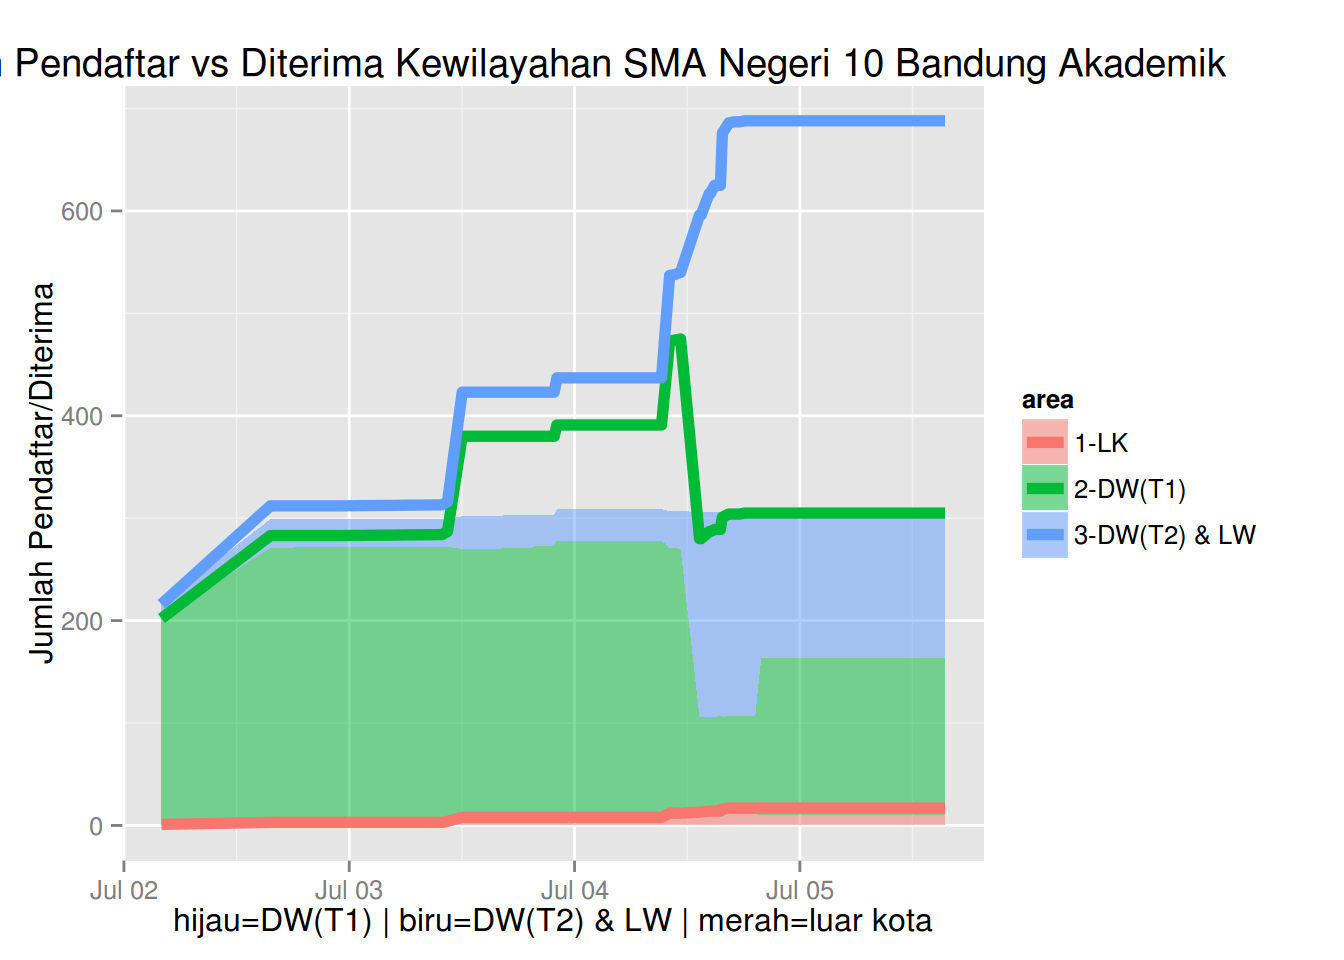 Pendaftar vs Diterima Kewilayahan SMA Negeri 10 Bandung Akademik
Jumlah Pendaftar/Diterima
600
400
200
0
Jul 02
Jul 03
Jul 04
Jul 05
hijau=DW(T1) | biru=DW(T2) & LW | merah=luar kota
area
1-LK
2-DW(T1)
3-DW(T2) & LW